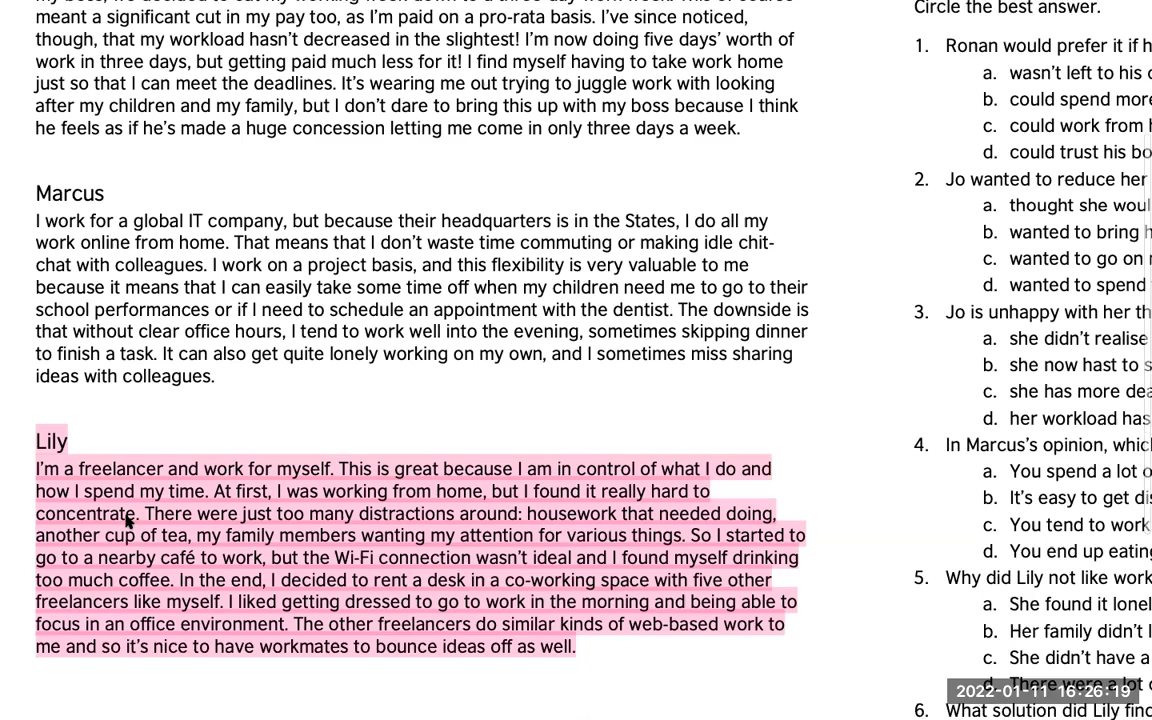 meant a significant cut in my pay too, as I'm paid on a pro-rata basis. I've since noticed,
though, that my workload hasn't decreased in the slightest! I'm now doing five days' worth of
work in three days, but getting paid much less for it! I find myself having to take work home
just so that I can meet the deadlines. It's wearing me out trying to juggle work with looking
after my children and my family, but I don't dare to bring this up with my boss because I think
he feels as if he's made a huge concession letting me come in only three days a week.
Marcus
I work for a global IT company, but because their headquarters is in the States, I do all my
work online from home. That means that I don't waste time commuting or making idle chit-
chat with colleagues. I work on a project basis, and this flexibility is very valuable to me
because it means that I can easily take some time off when my children need me to go to their
school performances or if I need to schedule an appointment with the dentist. The downside is
that without clear office hours, I tend to work well into the evening, sometimes skipping dinner
to finish a task. It can also get quite lonely working on my own, and I sometimes miss sharing
ideas with colleagues.
Lily
I'm a freelancer and work for myself. This is great because I am in control of what I do and
how I spend my time. At first, I was working from home, but I found it really hard to
concentrate. There were just too many distractions around: housework that needed doing,
another cup of tea, my family members wanting my attention for various things. So I started to
go to a nearby café to work, but the Wi-Fi connection wasn't ideal and I found myself drinking
too much coffee. In the end, I decided to rent a desk in a co-working space with five other
freelancers like myself. I liked getting dressed to go to work in the morning and being able to
focus in an office environment. The other freelancers do similar kinds of web-based work to
me and so it's nice to have workmates to bounce ideas off as well.
Circle the best answer.
1. Ronan would prefer it if h
a. wasn't left to his
b. could spend more
c. could work from
d. could trust his bo
2. Jo wanted to reduce her
a. thought she woul
b. wanted to bring h
c. wanted to go on
d. wanted to spend
3. Jo is unhappy with her th
a. she didn't realise
b. she now hast to s
c. she has more dea
d. her workload has
4. In Marcus's opinion, whic
a. You spend a lot o
b. It's easy to get dis
c. You tend to work
d. You end up eating
5. Why did Lily not like work
a. She found it lonel
b. Her family didn't l
c. She didn't have a
d. There were a lot o
2022-01-11 16:26:19
6. What solution did Lily find